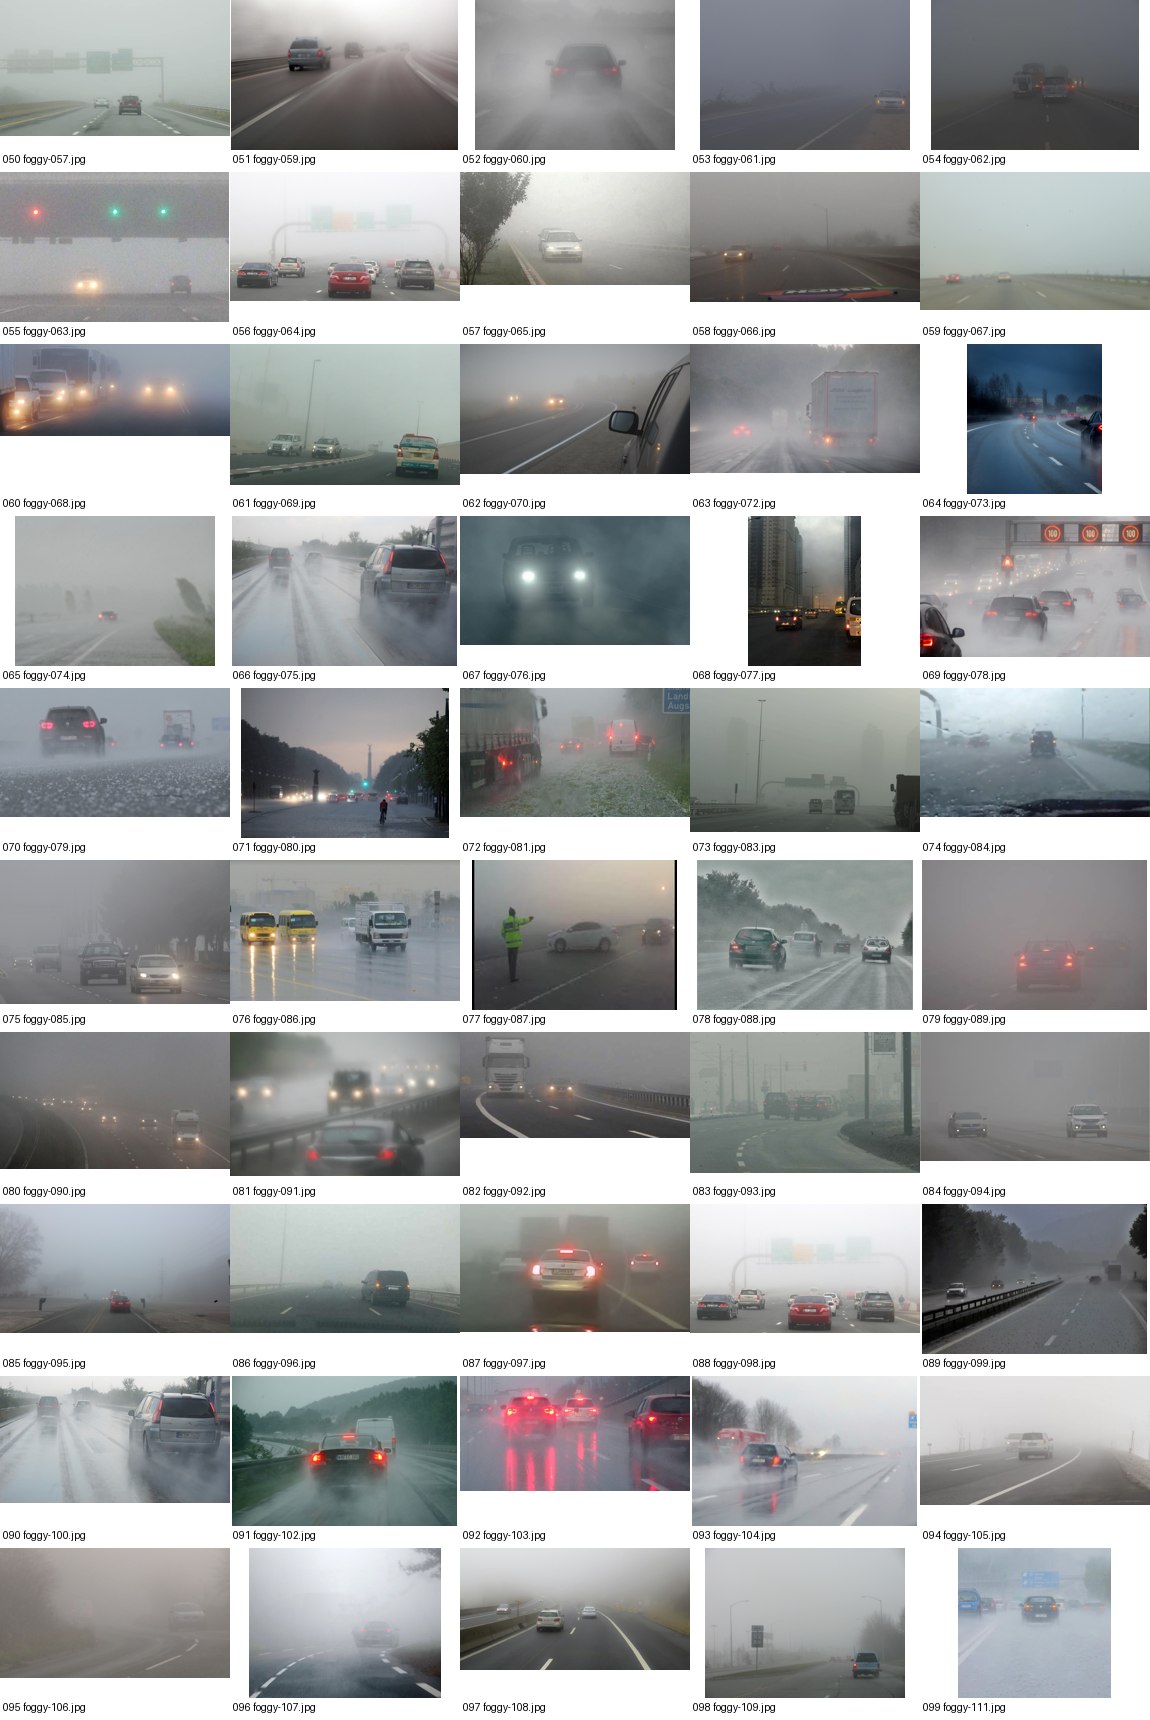 050 foggy-057.jpg
051 foggy-059.jpg
052 foggy-060.jpg
053 foggy-061.jpg
054 foggy-062.jpg
055 foggy-063.jpg
056 foggy-064.jpg
057 foggy-065.jpg
058 foggy-066.jpg
059 foggy-067.jpg
060 foggy-068.jpg
061 foggy-069.jpg
062 foggy-070.jpg
063 foggy-072.jpg
064 foggy-073.jpg
100 100 100
065 foggy-074.jpg
066 foggy-075.jpg
067 foggy-076.jpg
068 foggy-077.jpg
069 foggy-078.jpg
Lande
Augs
070 foggy-079.jpg
071 foggy-080.jpg
072 foggy-081.jpg
073 foggy-083.jpg
074 foggy-084.jpg
075 foggy-085.jpg
076 foggy-086.jpg
077 foggy-087.jpg
078 foggy-088.jpg
079 foggy-089.jpg
080 foggy-090.jpg
081 foggy-091.jpg
082 foggy-092.jpg
083 foggy-093.jpg
084 foggy-094.jpg
085 foggy-095.jpg
086 foggy-096.jpg
087 foggy-097.jpg
088 foggy-098.jpg
089 foggy-099.jpg
090 foggy-100.jpg
091 foggy-102.jpg
092 foggy-103.jpg
093 foggy-104.jpg
094 foggy-105.jpg
095 foggy-106.jpg
096 foggy-107.jpg
097 foggy-108.jpg
098 foggy-109.jpg
099 foggy-111.jpg